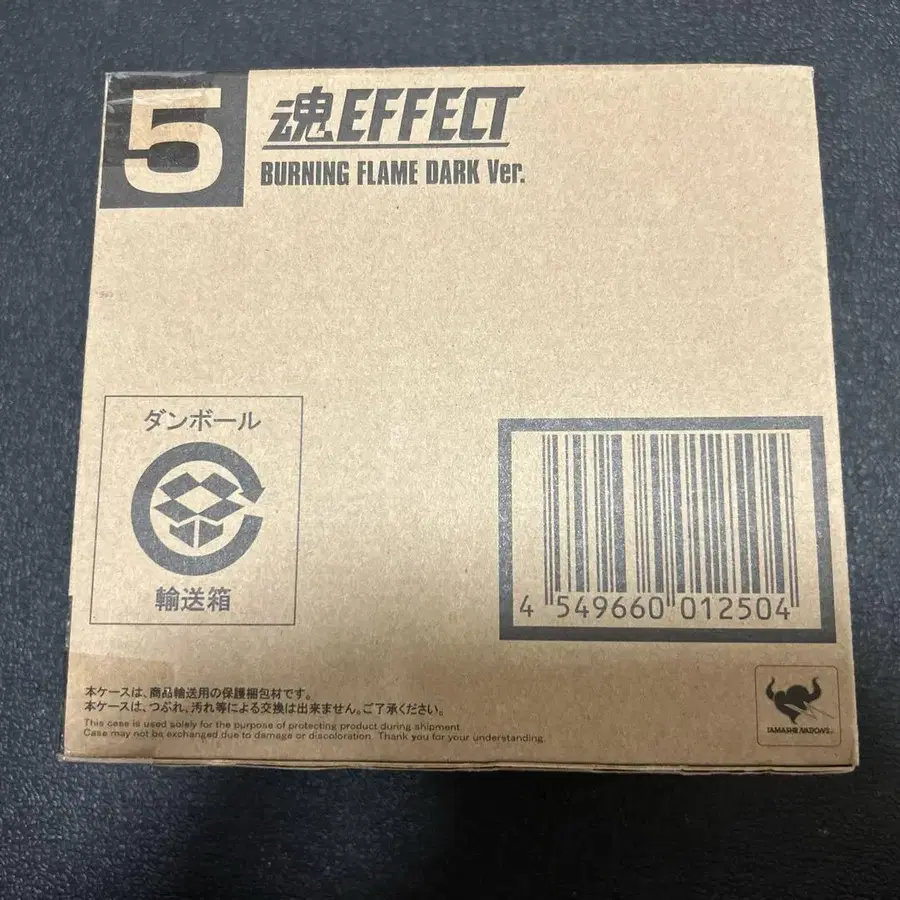 5
魂EFFECT
BURNING FLAME DARK Ver.
ダンボール
輸送箱
4 549660 012504
本ケースは、商品輸送用の保護梱包材です。
本ケースは、つぶれ、汚れ等による交換は出来ません。ご了承ください。
This case is used solely for the purpose of protecting product during shipment
Case may not be exchanged due to damage or discoloration. Thank you for your understanding.
TAMASHII NATIONS